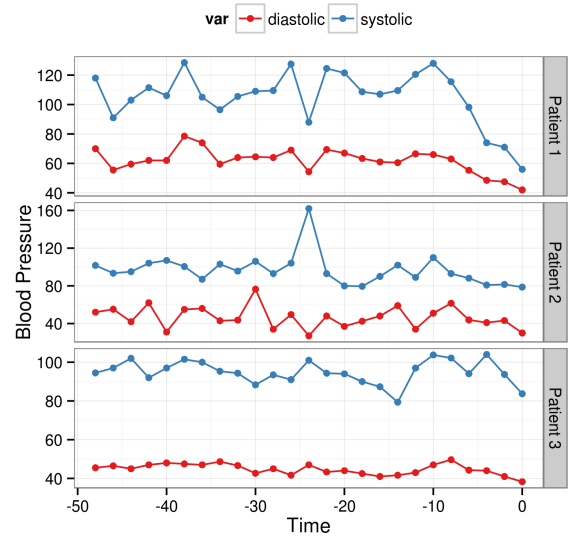 var diastolic systolic
120
100
80
60
40
Patient 1
160
120
80
40
Patient 2
100
80
60
40
Patient 3
Blood Pressure
-50 -40 -30 -20 -10 0
Time